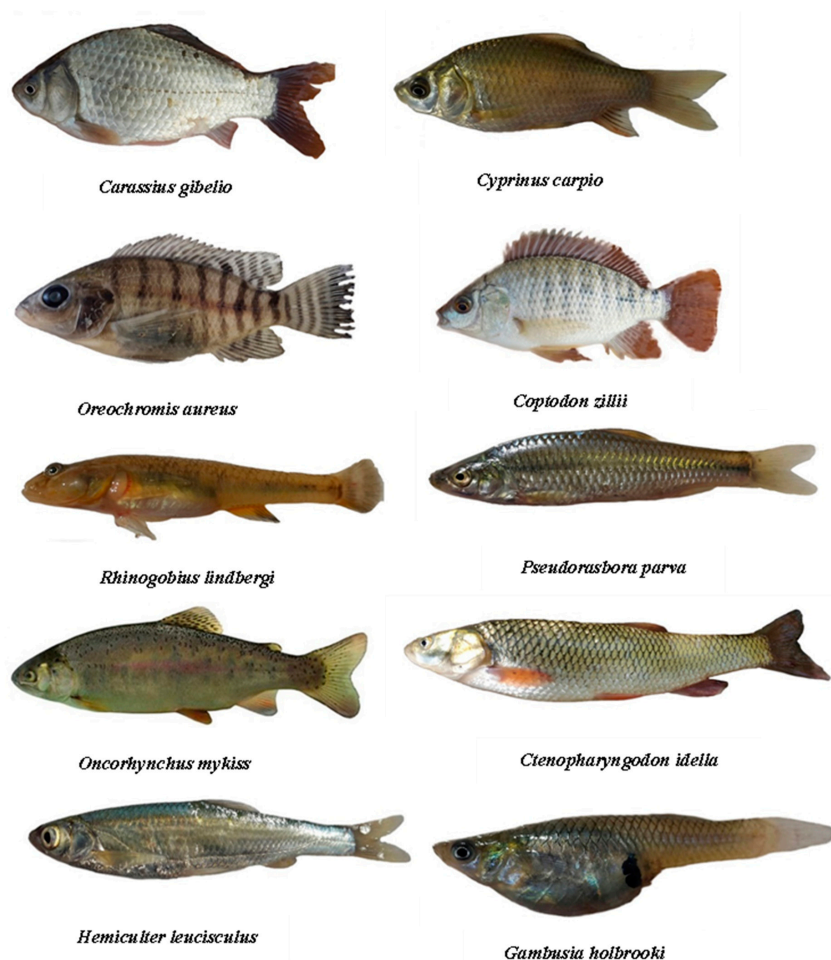 Carassius gibelio
Cyprinus carpio
Oreochromis aureus
Coptodon zillii
Rhinogobius lindbergi
Pseudorasbora parva
Oncorhynchus mykiss
Ctenopharyngodon idella
Hemiculter leucisculus
Gambusia holbrooki